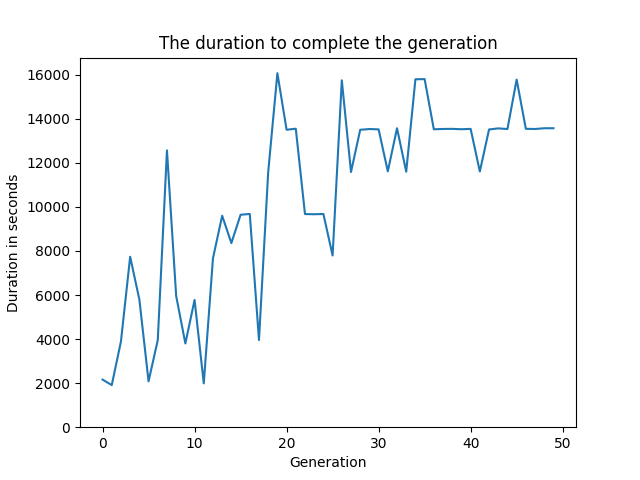 The duration to complete the generation
16000
14000
12000
10000
8000
6000
4000
2000
0
Duration in seconds
0 10 20 30 40 50
Generation